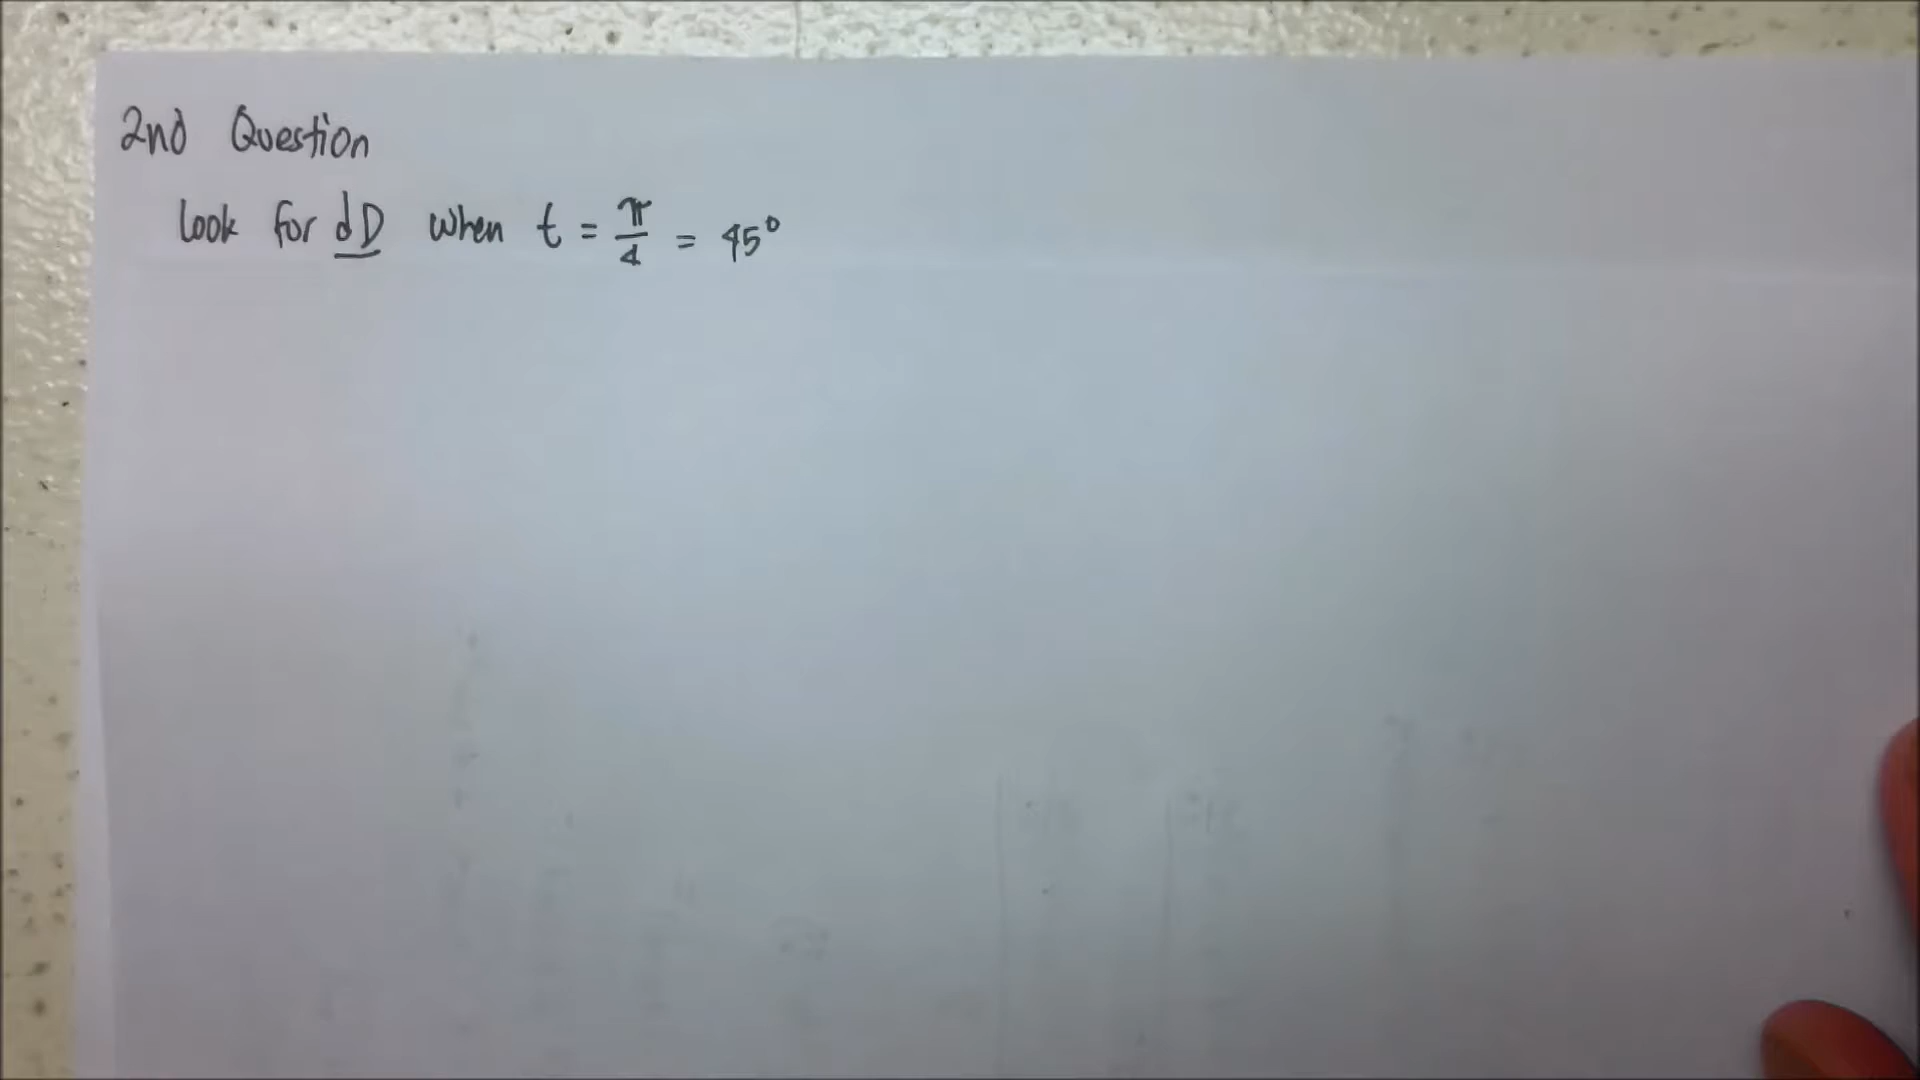 2nd Question
look for dD when t = π/4 = 45°